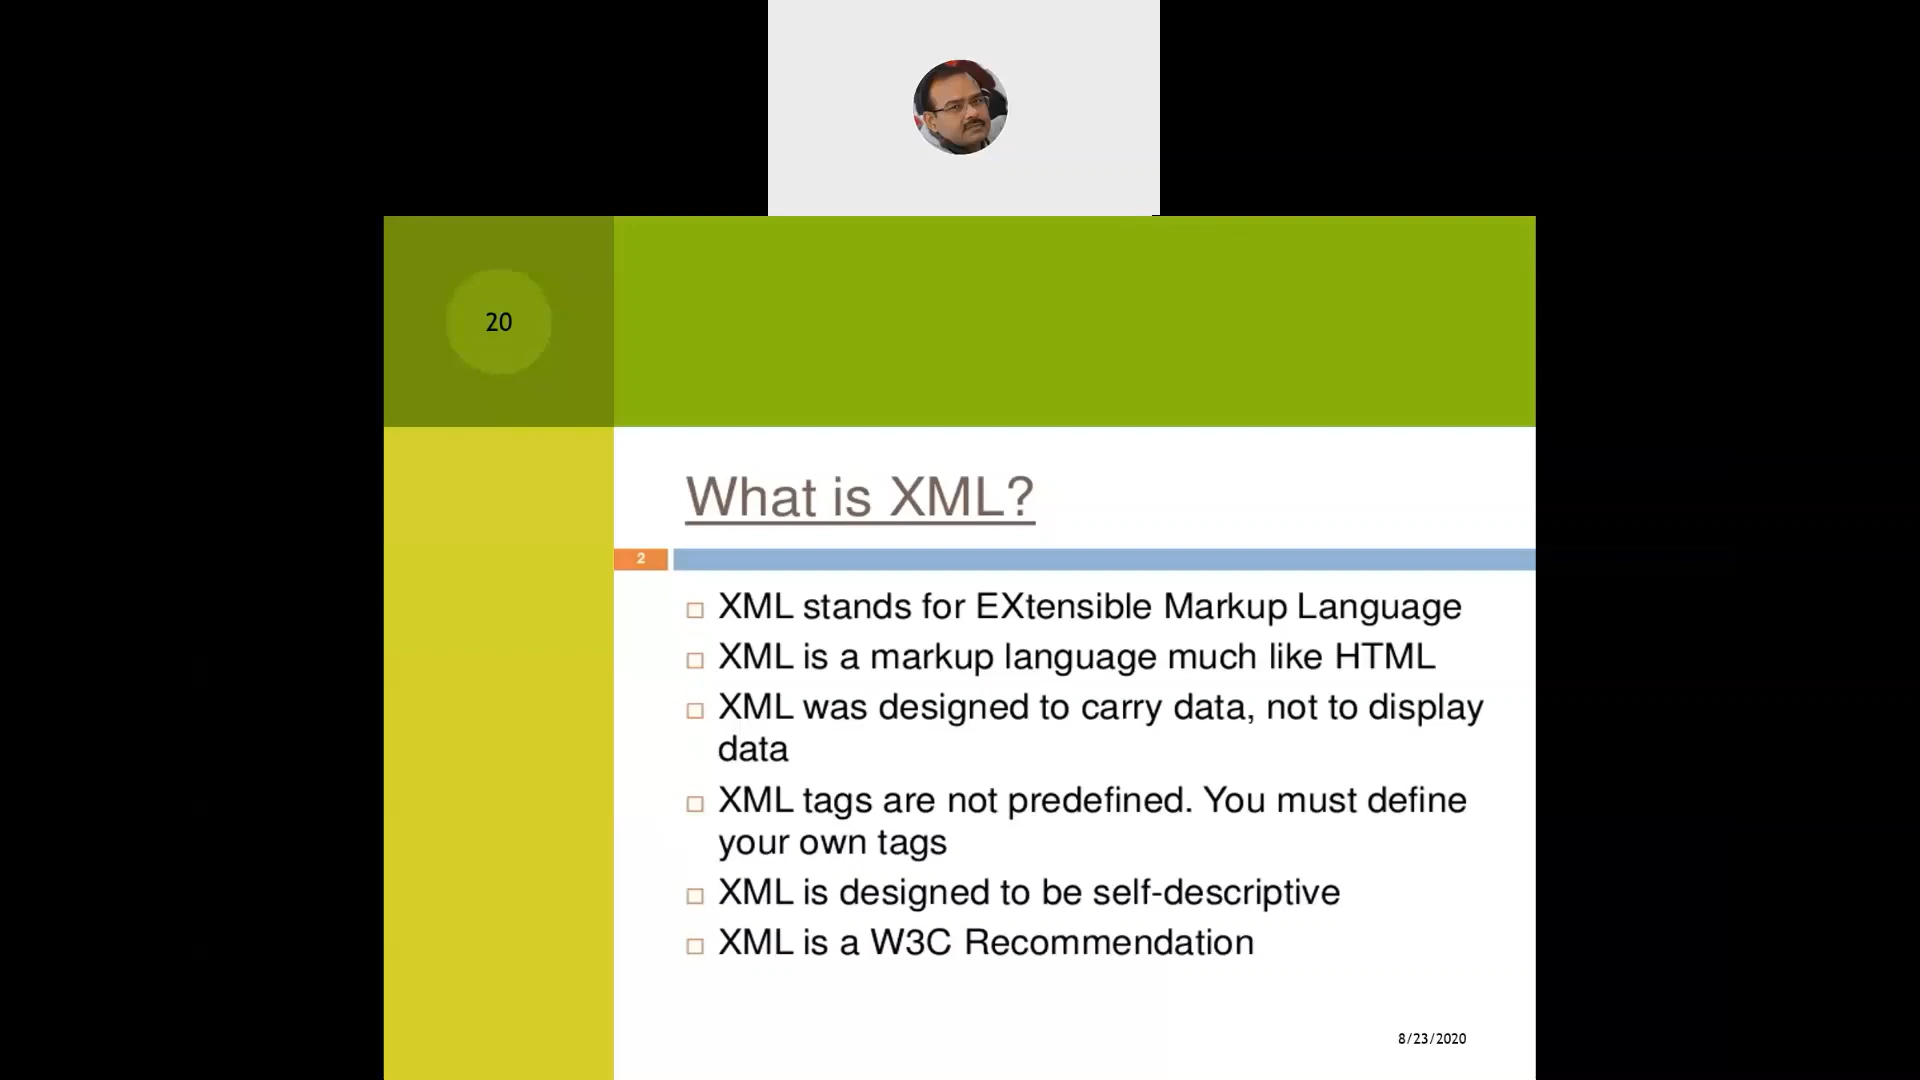 20
What is XML?
2
XML stands for EXtensible Markup Language
XML is a markup language much like HTML
XML was designed to carry data, not to display
data
XML tags are not predefined. You must define
your own tags
XML is designed to be self-descriptive
XML is a W3C Recommendation
8/23/2020